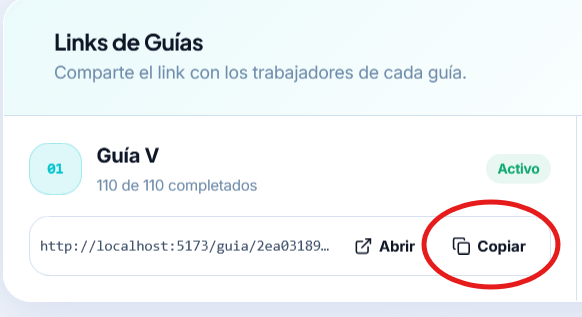 Links de Guías
Comparte el link con los trabajadores de cada guía.
01
Guía V
110 de 110 completados
Activo
http://localhost:5173/guia/2ea03189…
Abrir
Copiar